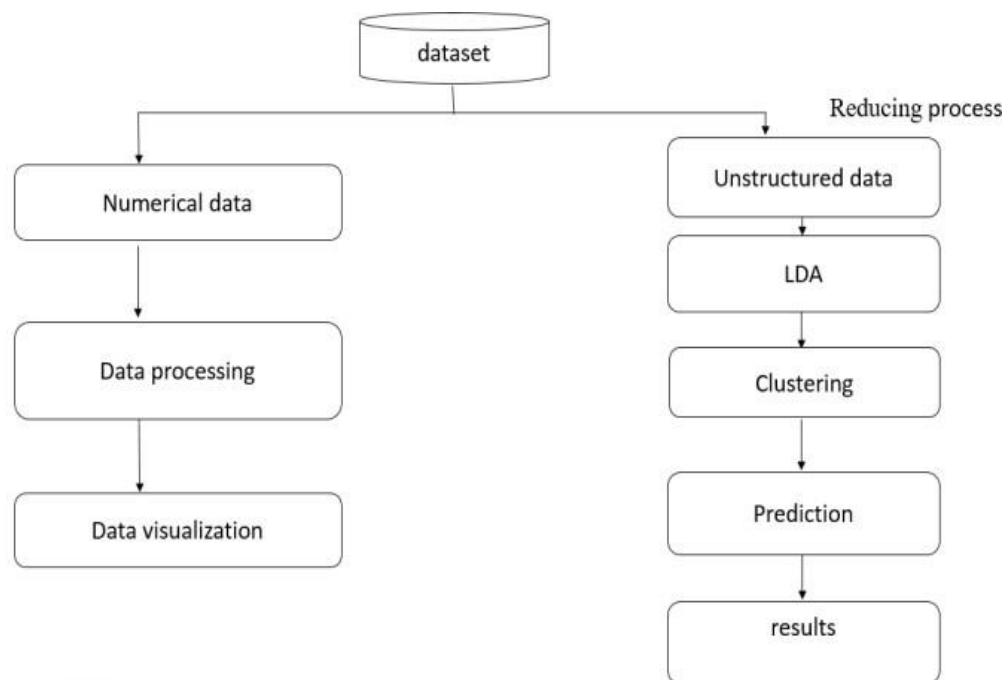 dataset
Reducing process
Numerical data
Unstructured data
LDA
Data processing
Clustering
Data visualization
Prediction
results